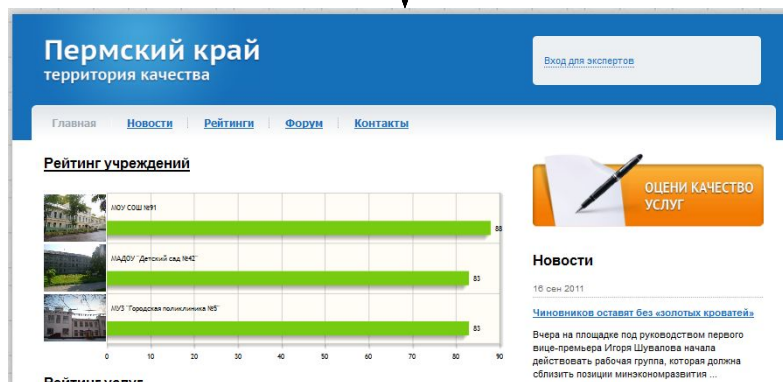 Пермский край
территория качества
Вход для экспертов
Главная Новости Рейтинги Форум Контакты
Рейтинг учреждений
МОУ СОШ №91
88
МАДОУ "Детский сад №42"
83
МУЗ "Городская поликлиника №5"
83
0 10 20 30 40 50 60 70 80 90
ОЦЕНИ КАЧЕСТВО
УСЛУГ
Новости
16 сен 2011
Чиновников оставят без «золотых кроватей»
Вчера на площадке под руководством первого
вице-премьера Игоря Шувалова начала
действовать рабочая группа, которая должна
сблизить позиции минэкономразвития ...
Рейтинг услуг